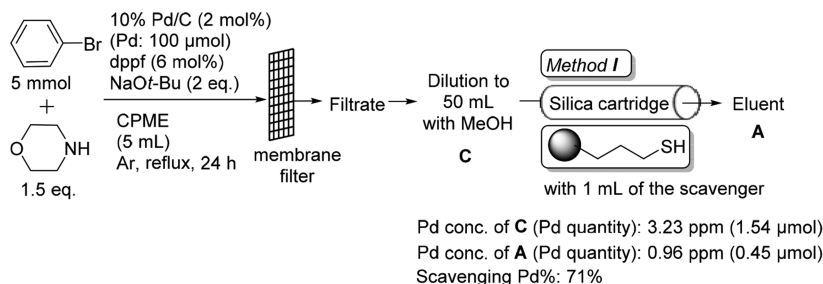 Br
5 mmol
+
O
NH
1.5 eq.
10% Pd/C (2 mol%)
(Pd: 100 μmol)
dppf (6 mol%)
NaOt-Bu (2 eq.)
CPME
(5 mL)
Ar, reflux, 24 h
membrane
filter
Filtrate
Dilution to
50 mL
with MeOH
C
Method I
Silica cartridge
SH
with 1 mL of the scavenger
Eluent
A
Pd conc. of C (Pd quantity): 3.23 ppm (1.54 μmol)
Pd conc. of A (Pd quantity): 0.96 ppm (0.45 μmol)
Scavenging Pd%: 71%